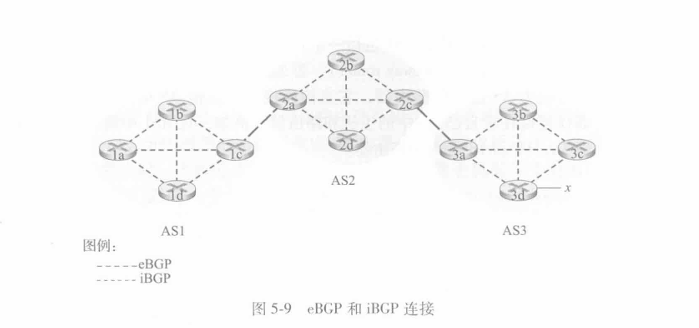 2b
2a
2c
2d
1b
1a
1c
1d
3b
3a
3c
3d
x
AS2
AS1
AS3
图例：
eBGP
iBGP
图 5-9 eBGP 和 iBGP 连接